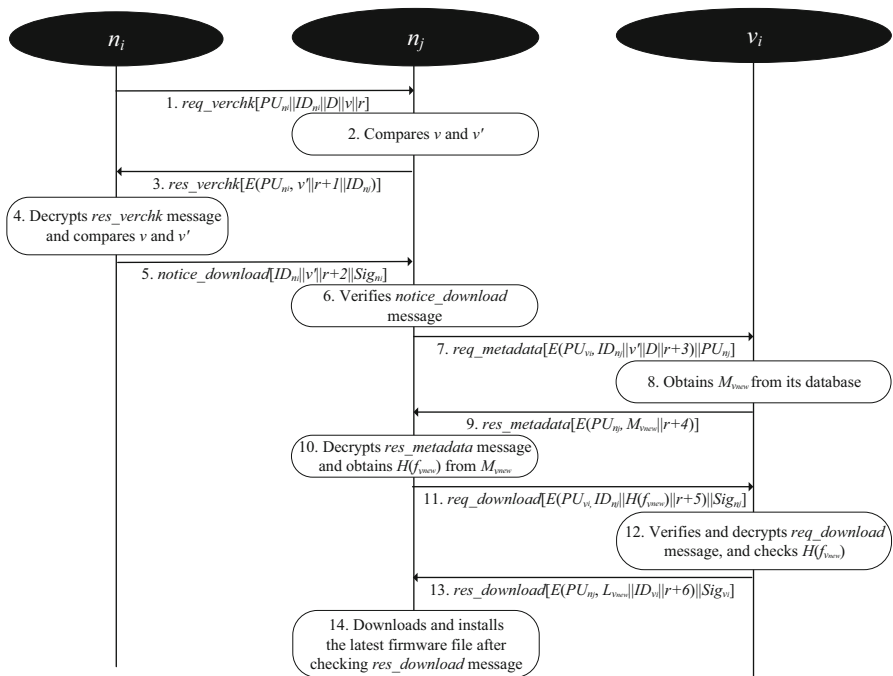 n_i
n_j
v_i
1. req_verchk[PU_ni||ID_ni||D||v||r]
2. Compares v and v'
3. res_verchk[E(PU_ni, v'||r+1||ID_nj)]
4. Decrypts res_verchk message
and compares v and v'
5. notice_download[ID_ni||v'||r+2||Sig_ni]
6. Verifies notice_download
message
7. req_metadata[E(PU_vi, ID_nj||v'||D||r+3)||PU_nj]
8. Obtains M_vnew from its database
9. res_metadata[E(PU_nj, M_vnew||r+4)]
10. Decrypts res_metadata message
and obtains H(f_vnew) from M_vnew
11. req_download[E(PU_vi, ID_nj||H(f_vnew)||r+5)||Sig_nj]
12. Verifies and decrypts req_download
message, and checks H(f_vnew)
13. res_download[E(PU_nj, L_vnew||ID_vi||r+6)||Sig_vi]
14. Downloads and installs
the latest firmware file after
checking res_download message